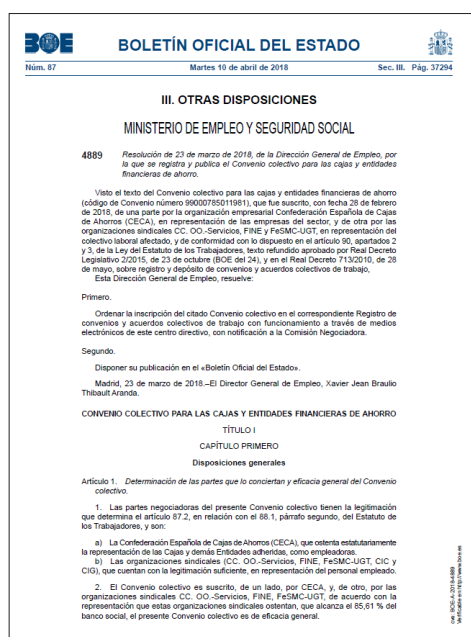 BOE
BOLETÍN OFICIAL DEL ESTADO
Núm. 87
Martes 10 de abril de 2018
Sec. III. Pág. 37294
III. OTRAS DISPOSICIONES
MINISTERIO DE EMPLEO Y SEGURIDAD SOCIAL
4889 Resolución de 23 de marzo de 2018, de la Dirección General de Empleo, por
la que se registra y publica el Convenio colectivo para las cajas y entidades
financieras de ahorro.
Visto el texto del Convenio colectivo para las cajas y entidades financieras de ahorro
(código de Convenio número 99000785011981), que fue suscrito, con fecha 28 de febrero
de 2018, de una parte por la organización empresarial Confederación Española de Cajas
de Ahorros (CECA), en representación de las empresas del sector, y de otra por las
organizaciones sindicales CC. OO.-Servicios, FINE y FeSMC-UGT, en representación del
colectivo laboral afectado, y de conformidad con lo dispuesto en el artículo 90, apartados 2
y 3, de la Ley del Estatuto de los Trabajadores, texto refundido aprobado por Real Decreto
Legislativo 2/2015, de 23 de octubre (BOE del 24), y en el Real Decreto 713/2010, de 28
de mayo, sobre registro y depósito de convenios y acuerdos colectivos de trabajo,
Esta Dirección General de Empleo, resuelve:
Primero.
Ordenar la inscripción del citado Convenio colectivo en el correspondiente Registro de
convenios y acuerdos colectivos de trabajo con funcionamiento a través de medios
electrónicos de este centro directivo, con notificación a la Comisión Negociadora.
Segundo.
Disponer su publicación en el «Boletín Oficial del Estado».
Madrid, 23 de marzo de 2018.–El Director General de Empleo, Xavier Jean Braulio
Thibault Aranda.
CONVENIO COLECTIVO PARA LAS CAJAS Y ENTIDADES FINANCIERAS DE AHORRO
TÍTULO I
CAPÍTULO PRIMERO
Disposiciones generales
Artículo 1. Determinación de las partes que lo conciertan y eficacia general del Convenio
colectivo.
1. Las partes negociadoras del presente Convenio colectivo tienen la legitimación
que determina el artículo 87.2, en relación con el 88.1, párrafo segundo, del Estatuto de
los Trabajadores, y son:
a) La Confederación Española de Cajas de Ahorros (CECA), que ostenta estatutariamente
la representación de las Cajas y demás Entidades adheridas, como empleadoras.
b) Las organizaciones sindicales (CC. OO.-Servicios, FINE, FeSMC-UGT, CIC y
CIG), que cuentan con la legitimación suficiente, en representación del personal empleado.
2. El Convenio colectivo es suscrito, de un lado, por CECA, y, de otro, por las
organizaciones sindicales CC. OO.-Servicios, FINE, FeSMC-UGT, de acuerdo con la
representación que estas organizaciones sindicales ostentan, que alcanza el 85,61 % del
banco social, el presente Convenio colectivo es de eficacia general.
cve: BOE-A-2018-4889
Verificable en http://www.boe.es